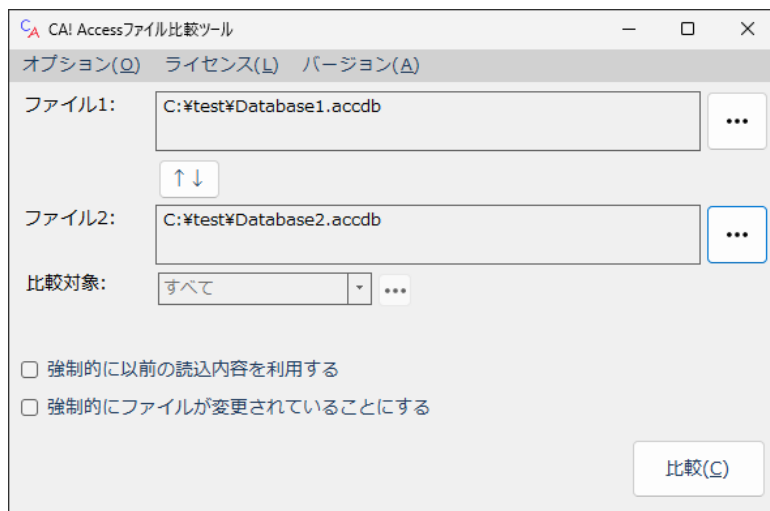 CA CA! Accessファイル比較ツール
オプション(O) ライセンス(L) バージョン(A)
ファイル1: C:¥test¥Database1.accdb
↑↓
ファイル2: C:¥test¥Database2.accdb
比較対象: すべて
強制的に以前の読込内容を利用する
強制的にファイルが変更されていることにする
比較(C)